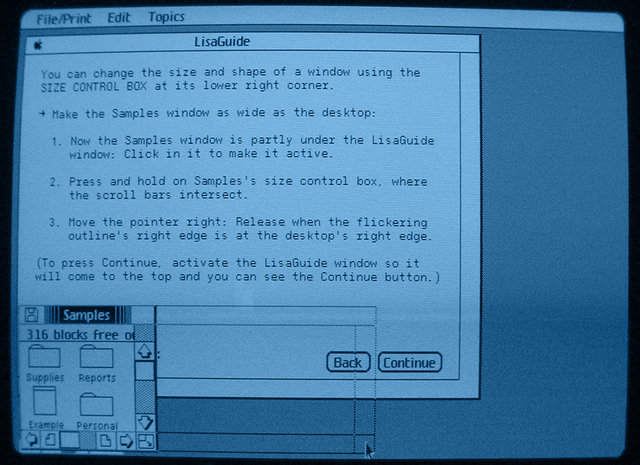 File/Print Edit Topics
LisaGuide
You can change the size and shape of a window using the
SIZE CONTROL BOX at its lower right corner.
→ Make the Samples window as wide as the desktop:
1. Now the Samples window is partly under the LisaGuide
window: Click in it to make it active.
2. Press and hold on Samples's size control box, where
the scroll bars intersect.
3. Move the pointer right: Release when the flickering
outline's right edge is at the desktop's right edge.
(To press Continue, activate the LisaGuide window so it
will come to the top and you can see the Continue button.)
Samples
316 blocks free o
Back Continue
Supplies Reports
Example Personal